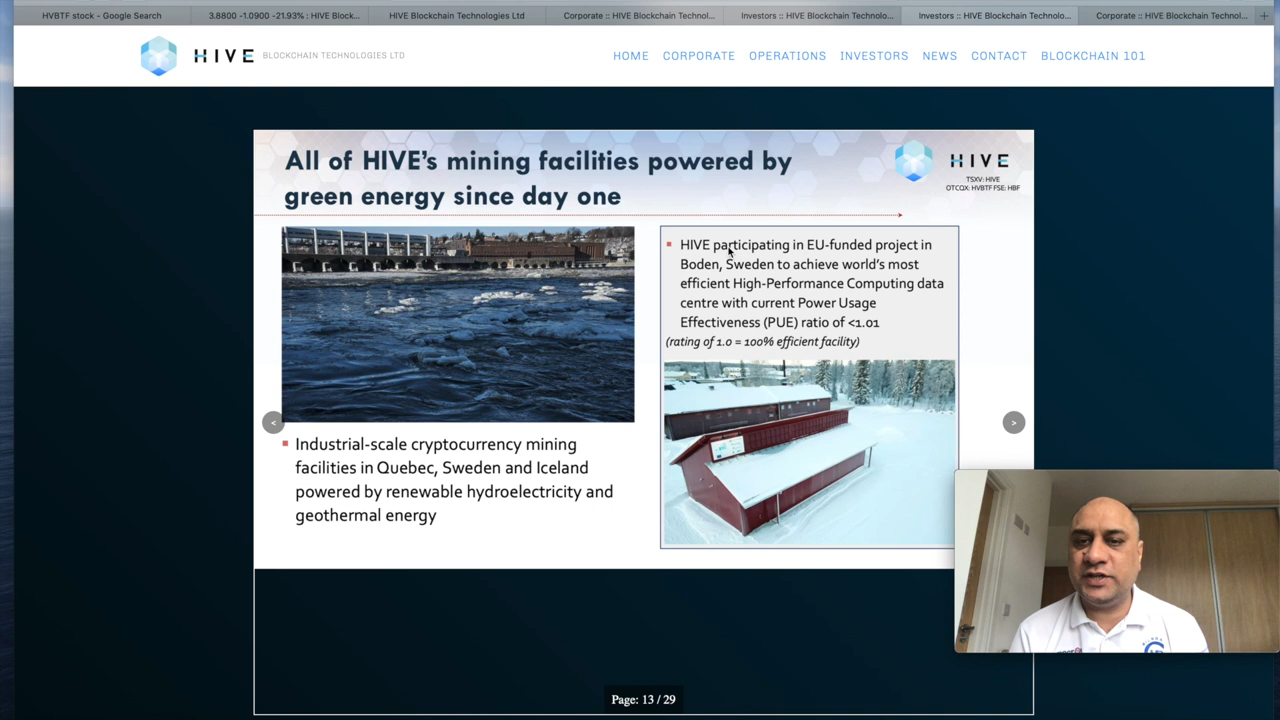 HVBTF stock - Google Search
3.8800 -1.0900 -21.93% : HIVE Block...
HIVE Blockchain Technologies Ltd
Corporate :: HIVE Blockchain Technol...
Investors :: HIVE Blockchain Technolo...
Investors :: HIVE Blockchain Technolo...
Corporate :: HIVE Blockchain Technol...
HIVE BLOCKCHAIN TECHNOLOGIES LTD
HOME CORPORATE OPERATIONS INVESTORS NEWS CONTACT BLOCKCHAIN 101
All of HIVE's mining facilities powered by
green energy since day one
HIVE
TSXV: HIVE
OTCQX: HVBTF FSE: HBF
Industrial-scale cryptocurrency mining
facilities in Quebec, Sweden and Iceland
powered by renewable hydroelectricity and
geothermal energy
HIVE participating in EU-funded project in
Boden, Sweden to achieve world's most
efficient High-Performance Computing data
centre with current Power Usage
Effectiveness (PUE) ratio of <1.01
(rating of 1.0 = 100% efficient facility)
<
>
Page: 13 / 29